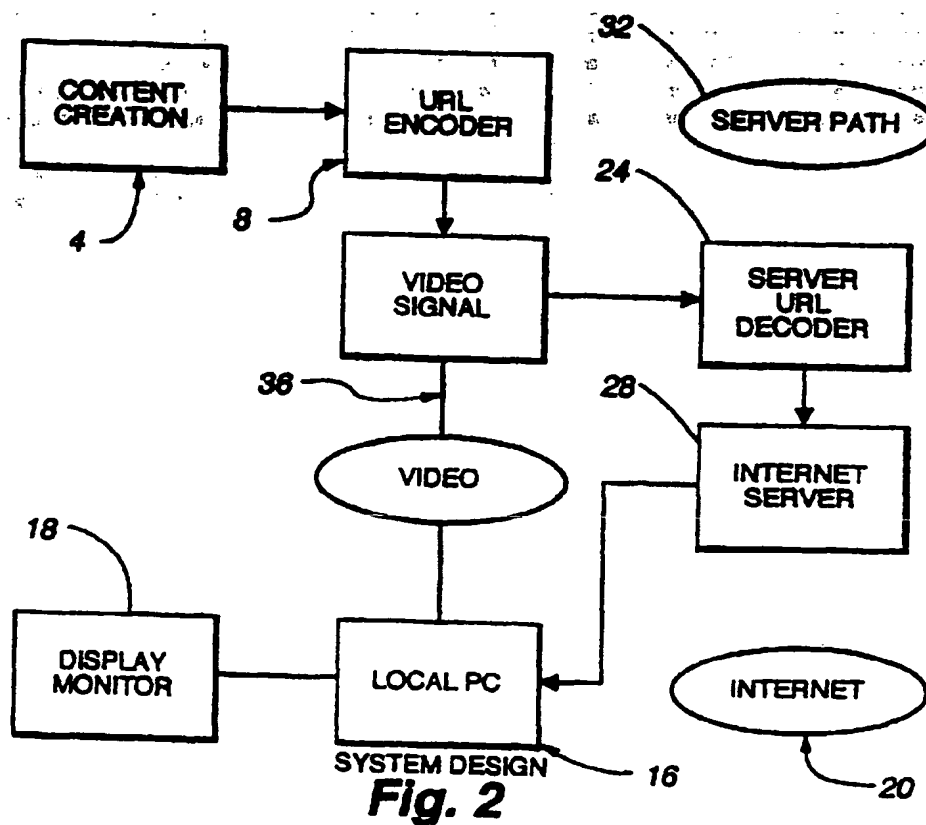 32
CONTENT
CREATION
URL
ENCODER
SERVER PATH
4
8
24
VIDEO
SIGNAL
SERVER
URL
DECODER
36
28
VIDEO
INTERNET
SERVER
18
DISPLAY
MONITOR
LOCAL PC
INTERNET
SYSTEM DESIGN
16
20
Fig. 2